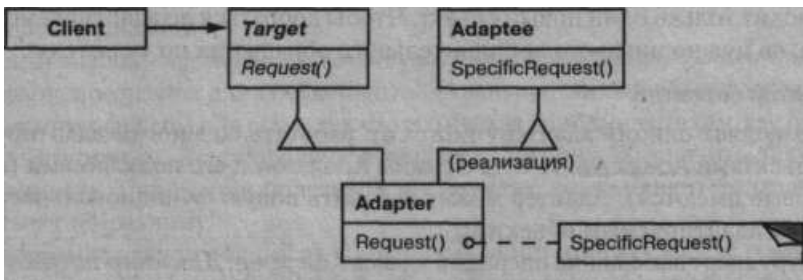 Client
Target
Request()
Adaptee
SpecificRequest()
(реализация)
Adapter
Request()
SpecificRequest()